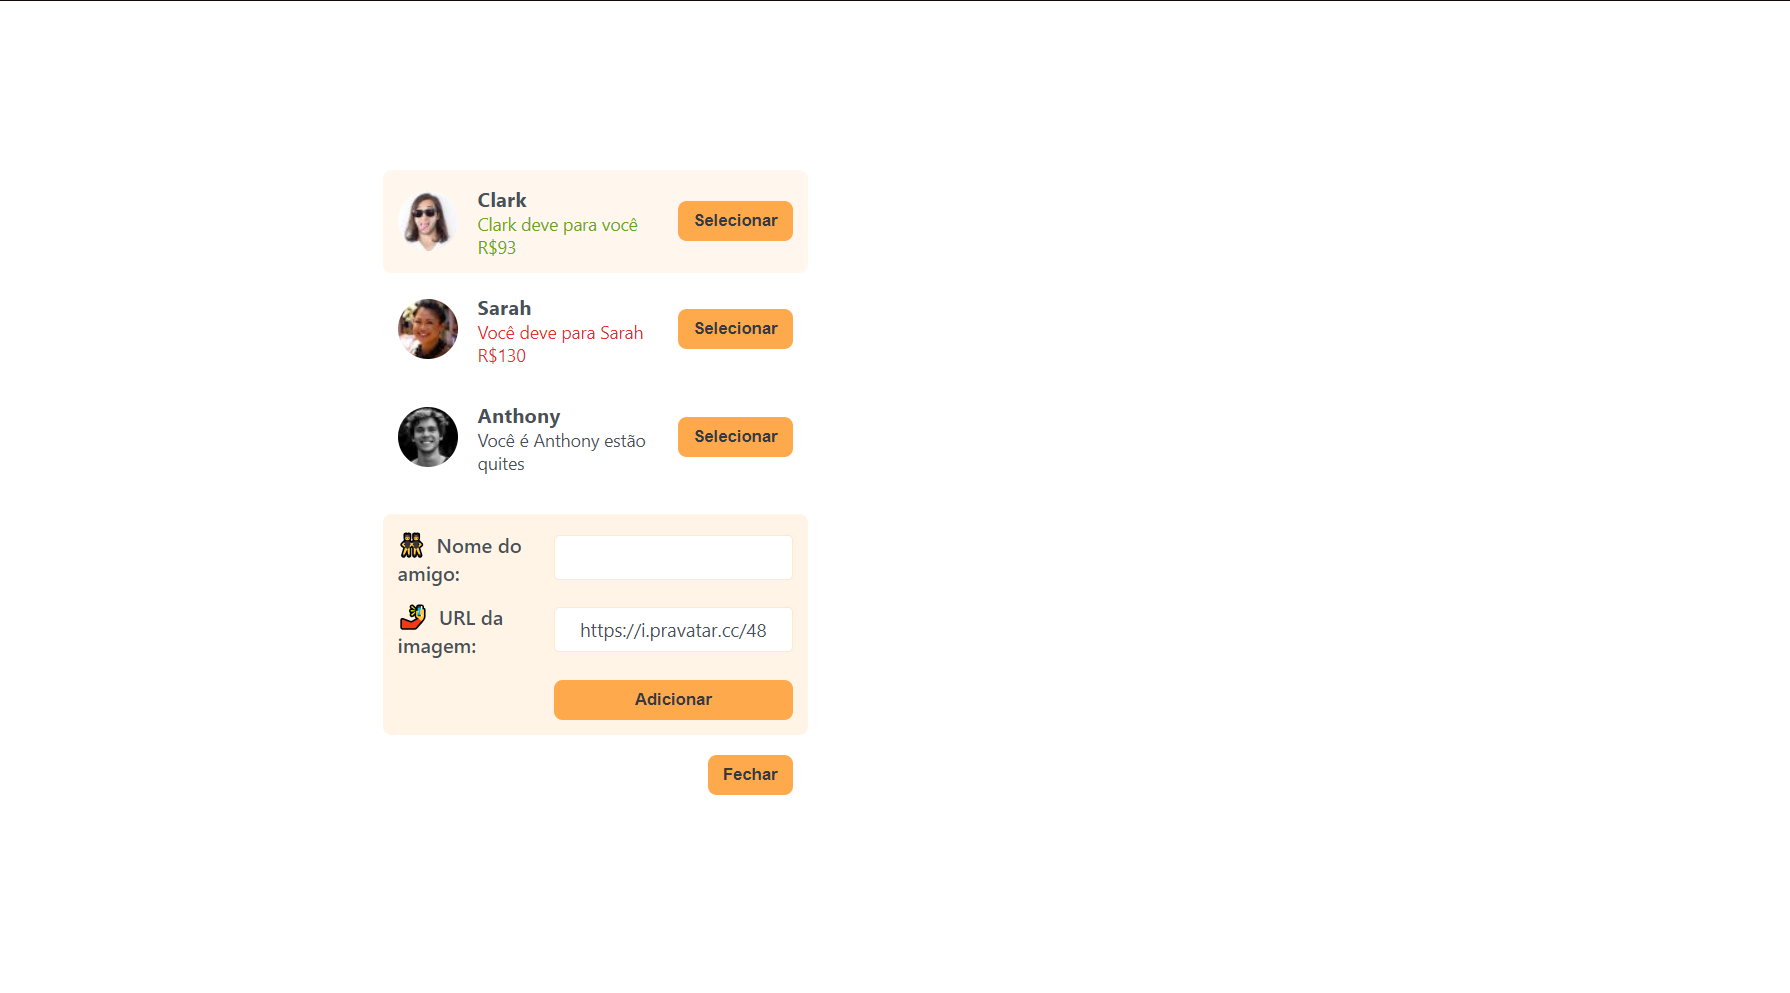 Clark
Clark deve para você
R$93
Selecionar
Sarah
Você deve para Sarah
R$130
Selecionar
Anthony
Você é Anthony estão
quites
Selecionar
Nome do
amigo:
URL da
imagem:
https://i.pravatar.cc/48
Adicionar
Fechar